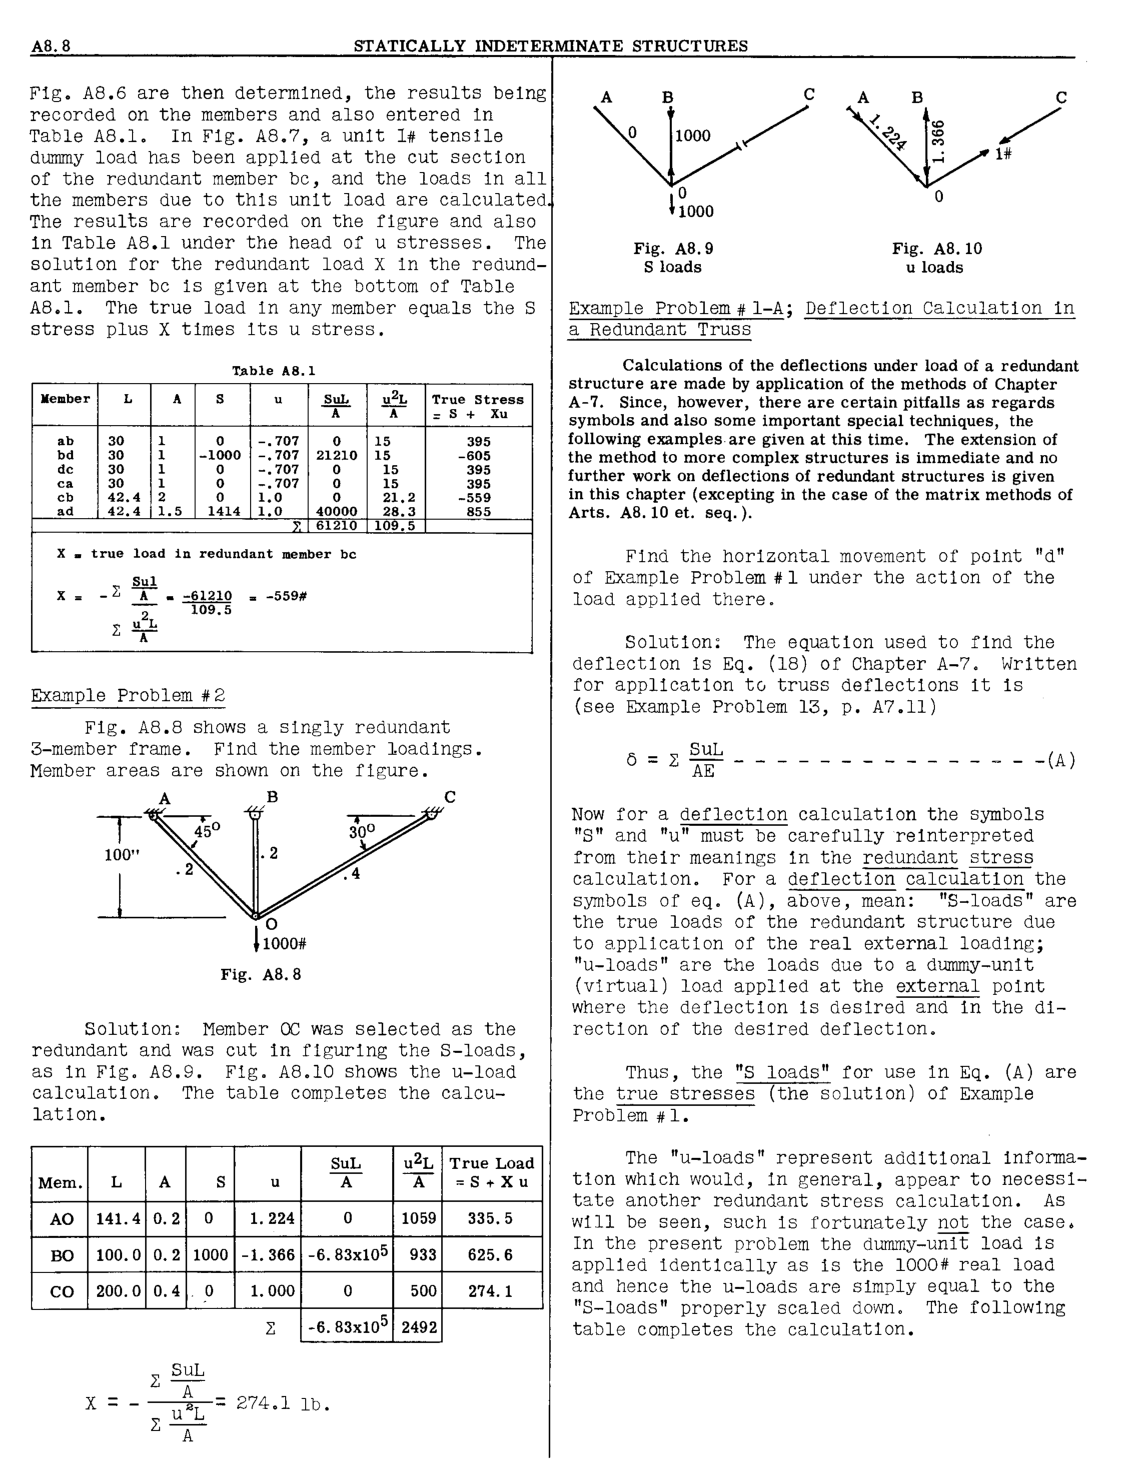 A8.8
STATICALLY INDETERMINATE STRUCTURES
Fig. A8.6 are then determined, the results being
recorded on the members and also entered in
Table A8.1. In Fig. A8.7, a unit 1# tensile
dummy load has been applied at the cut section
of the redundant member bc, and the loads in all
the members due to this unit load are calculated.
The results are recorded on the figure and also
in Table A8.1 under the head of u stresses. The
solution for the redundant load X in the redund-
ant member bc is given at the bottom of Table
A8.1. The true load in any member equals the S
stress plus X times its u stress.
Table A8.1
Member L A S u SuL/A u²L/A True Stress = S + Xu
ab 30 1 0 -.707 0 15 395
bd 30 1 -1000 -.707 21210 15 -605
dc 30 1 0 -.707 0 15 395
ca 30 1 0 -.707 0 15 395
cb 42.4 2 0 1.0 0 21.2 -559
ad 42.4 1.5 1414 1.0 40000 28.3 855
Σ 61210 109.5
X = true load in redundant member bc
X = - Σ Sul/A / Σ u²L/A = -61210/109.5 = -559#
Example Problem #2
Fig. A8.8 shows a singly redundant
3-member frame. Find the member loadings.
Member areas are shown on the figure.
A B C
45° 30°
100"
.2 .2 .4
O
1000#
Fig. A8.8
Solution: Member OC was selected as the
redundant and was cut in figuring the S-loads,
as in Fig. A8.9. Fig. A8.10 shows the u-load
calculation. The table completes the calcu-
lation.
Mem. L A S u SuL/A u²L/A True Load = S + X u
AO 141.4 0.2 0 1.224 0 1059 335.5
BO 100.0 0.2 1000 -1.366 -6.83x10⁵ 933 625.6
CO 200.0 0.4 0 1.000 0 500 274.1
Σ -6.83x10⁵ 2492
X = - Σ SuL/A / Σ u²L/A = 274.1 lb.
A B C
0 1000
0
1000
Fig. A8.9
S loads
A B C
1.224 1.366 1#
0
Fig. A8.10
u loads
Example Problem #1-A; Deflection Calculation in
a Redundant Truss
Calculations of the deflections under load of a redundant
structure are made by application of the methods of Chapter
A-7. Since, however, there are certain pitfalls as regards
symbols and also some important special techniques, the
following examples are given at this time. The extension of
the method to more complex structures is immediate and no
further work on deflections of redundant structures is given
in this chapter (excepting in the case of the matrix methods of
Arts. A8.10 et. seq.).
Find the horizontal movement of point "d"
of Example Problem #1 under the action of the
load applied there.
Solution: The equation used to find the
deflection is Eq. (18) of Chapter A-7. Written
for application to truss deflections it is
(see Example Problem 13, p. A7.11)
δ = Σ SuL/AE - - - - - - - - - - - - - - - -(A)
Now for a deflection calculation the symbols
"S" and "u" must be carefully reinterpreted
from their meanings in the redundant stress
calculation. For a deflection calculation the
symbols of eq. (A), above, mean: "S-loads" are
the true loads of the redundant structure due
to application of the real external loading;
"u-loads" are the loads due to a dummy-unit
(virtual) load applied at the external point
where the deflection is desired and in the di-
rection of the desired deflection.
Thus, the "S loads" for use in Eq. (A) are
the true stresses (the solution) of Example
Problem #1.
The "u-loads" represent additional informa-
tion which would, in general, appear to necessi-
tate another redundant stress calculation. As
will be seen, such is fortunately not the case.
In the present problem the dummy-unit load is
applied identically as is the 1000# real load
and hence the u-loads are simply equal to the
"S-loads" properly scaled down. The following
table completes the calculation.